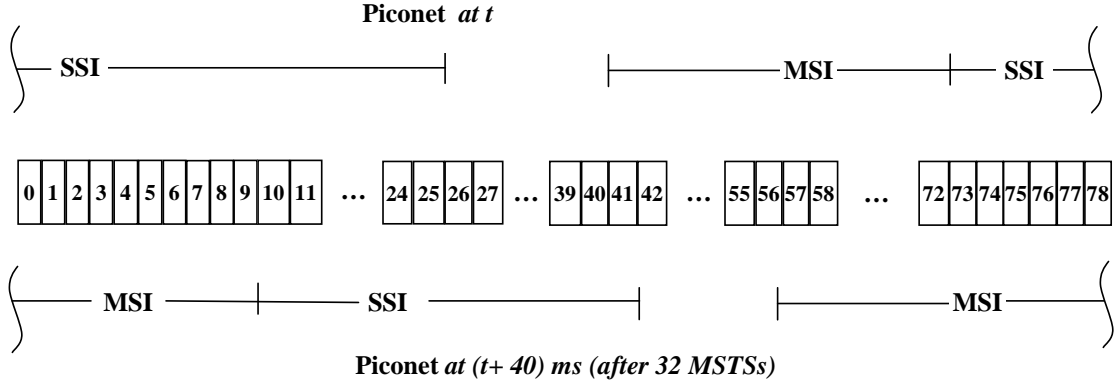 Piconet at t
SSI MSI SSI
0 1 2 3 4 5 6 7 8 9 10 11 ... 24 25 26 27 ... 39 40 41 42 ... 55 56 57 58 ... 72 73 74 75 76 77 78
MSI SSI MSI
Piconet at (t+ 40) ms (after 32 MSTSs)